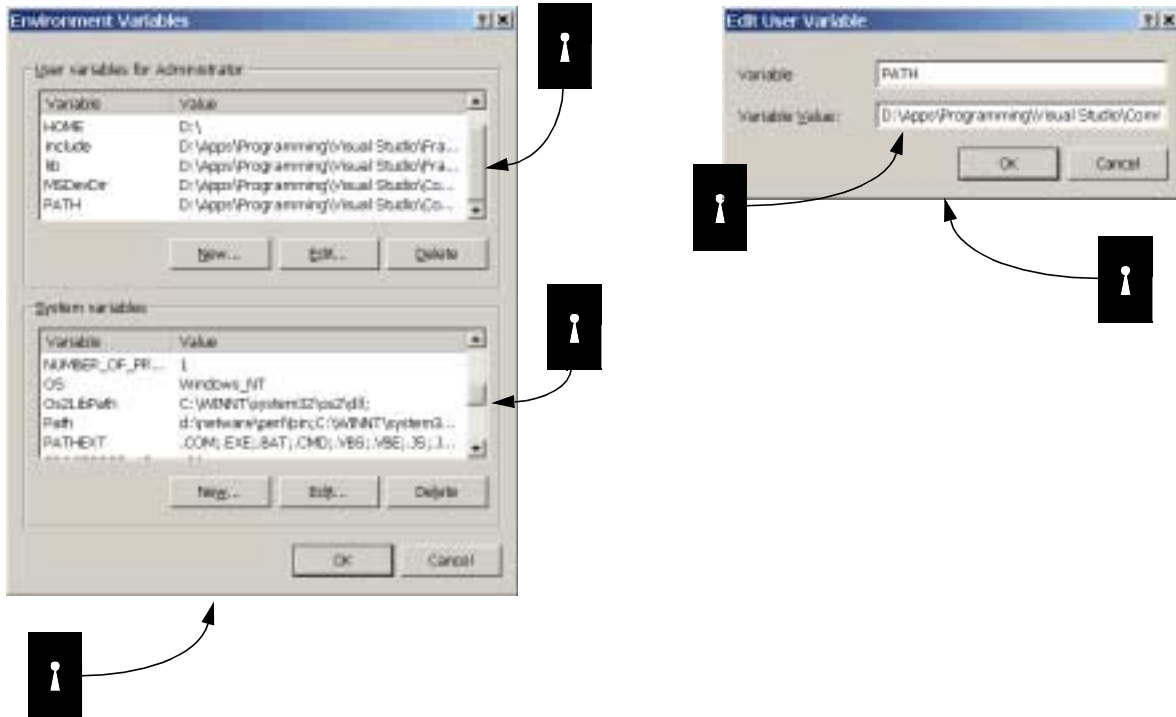 Environment Variables
User variables for Administrator
Variable Value
HOME D:\
include D:\Apps\Programming\Visual Studio\Fra...
lib D:\Apps\Programming\Visual Studio\Fra...
MSDevDir D:\Apps\Programming\Visual Studio\Co...
PATH D:\Apps\Programming\Visual Studio\Co...
New... Edit... Delete
System variables
Variable Value
NUMBER_OF_PR... 1
OS Windows_NT
Os2LibPath C:\WINNT\system32\os2\dll;
Path d:\netware\perl\bin;C:\WINNT\system3...
PATHEXT .COM;.EXE;.BAT;.CMD;.VBS;.VBE;.JS;.J...
New... Edit... Delete
OK Cancel
Edit User Variable
Variable PATH
Variable Value: D:\Apps\Programming\Visual Studio\Com
OK Cancel